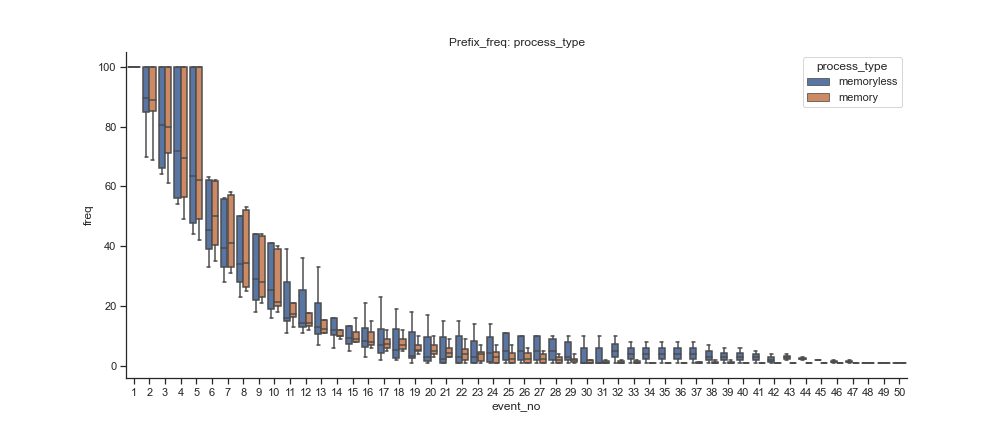 Prefix_freq: process_type
process_type
memoryless
memory
freq
100
80
60
40
20
0
1 2 3 4 5 6 7 8 9 10 11 12 13 14 15 16 17 18 19 20 21 22 23 24 25 26 27 28 29 30 31 32 33 34 35 36 37 38 39 40 41 42 43 44 45 46 47 48 49 50
event_no